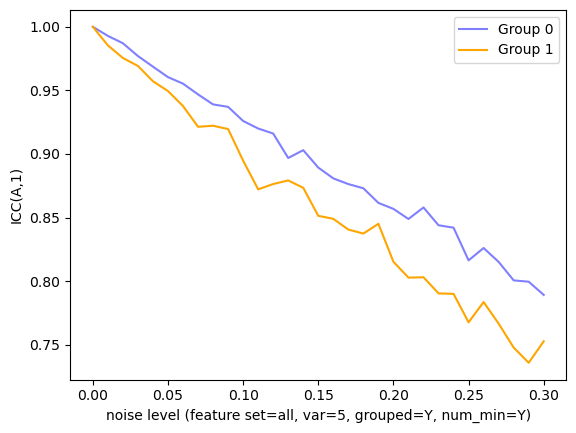 Group 0
Group 1
1.00
0.95
0.90
0.85
0.80
0.75
ICC(A,1)
0.00 0.05 0.10 0.15 0.20 0.25 0.30
noise level (feature set=all, var=5, grouped=Y, num_min=Y)